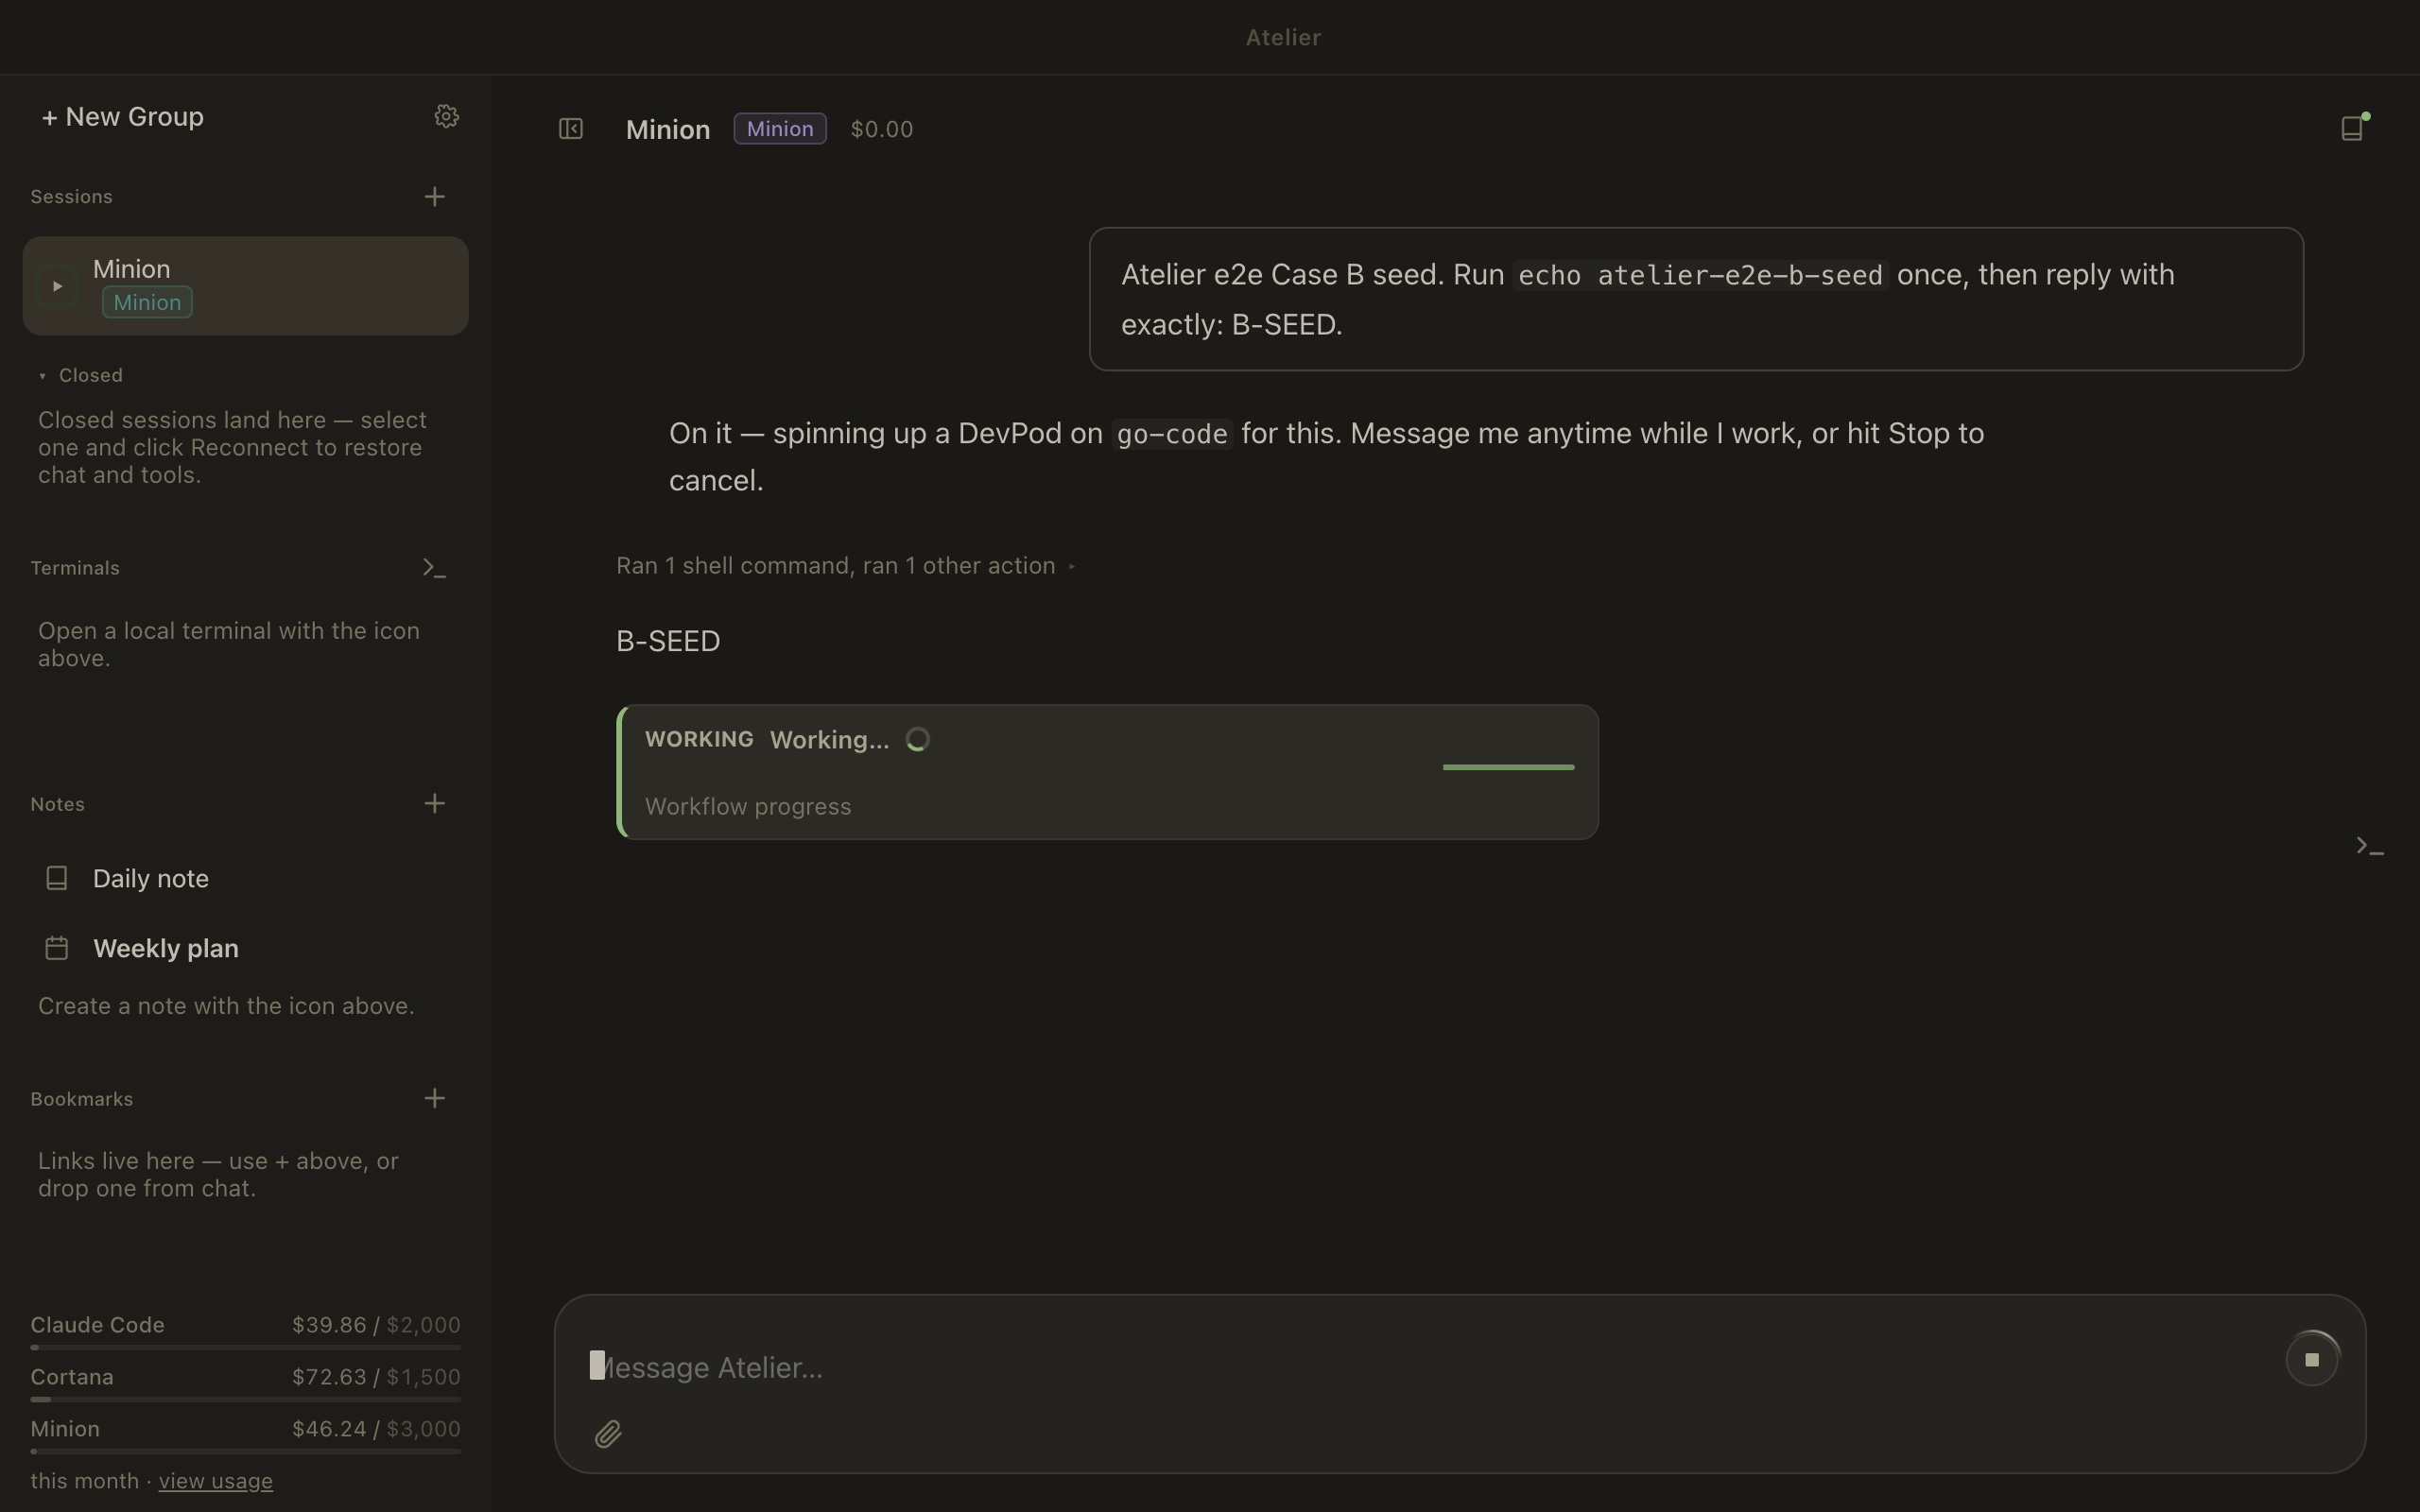 Atelier
+ New Group
Sessions
Minion
Minion
Closed
Closed sessions land here — select
one and click Reconnect to restore
chat and tools.
Terminals
Open a local terminal with the icon
above.
Notes
Daily note
Weekly plan
Create a note with the icon above.
Bookmarks
Links live here — use + above, or
drop one from chat.
Claude Code $39.86 / $2,000
Cortana $72.63 / $1,500
Minion $46.24 / $3,000
this month · view usage
Minion Minion $0.00
Atelier e2e Case B seed. Run echo atelier-e2e-b-seed once, then reply with
exactly: B-SEED.
On it — spinning up a DevPod on go-code for this. Message me anytime while I work, or hit Stop to
cancel.
Ran 1 shell command, ran 1 other action
B-SEED
WORKING Working...
Workflow progress
Message Atelier...